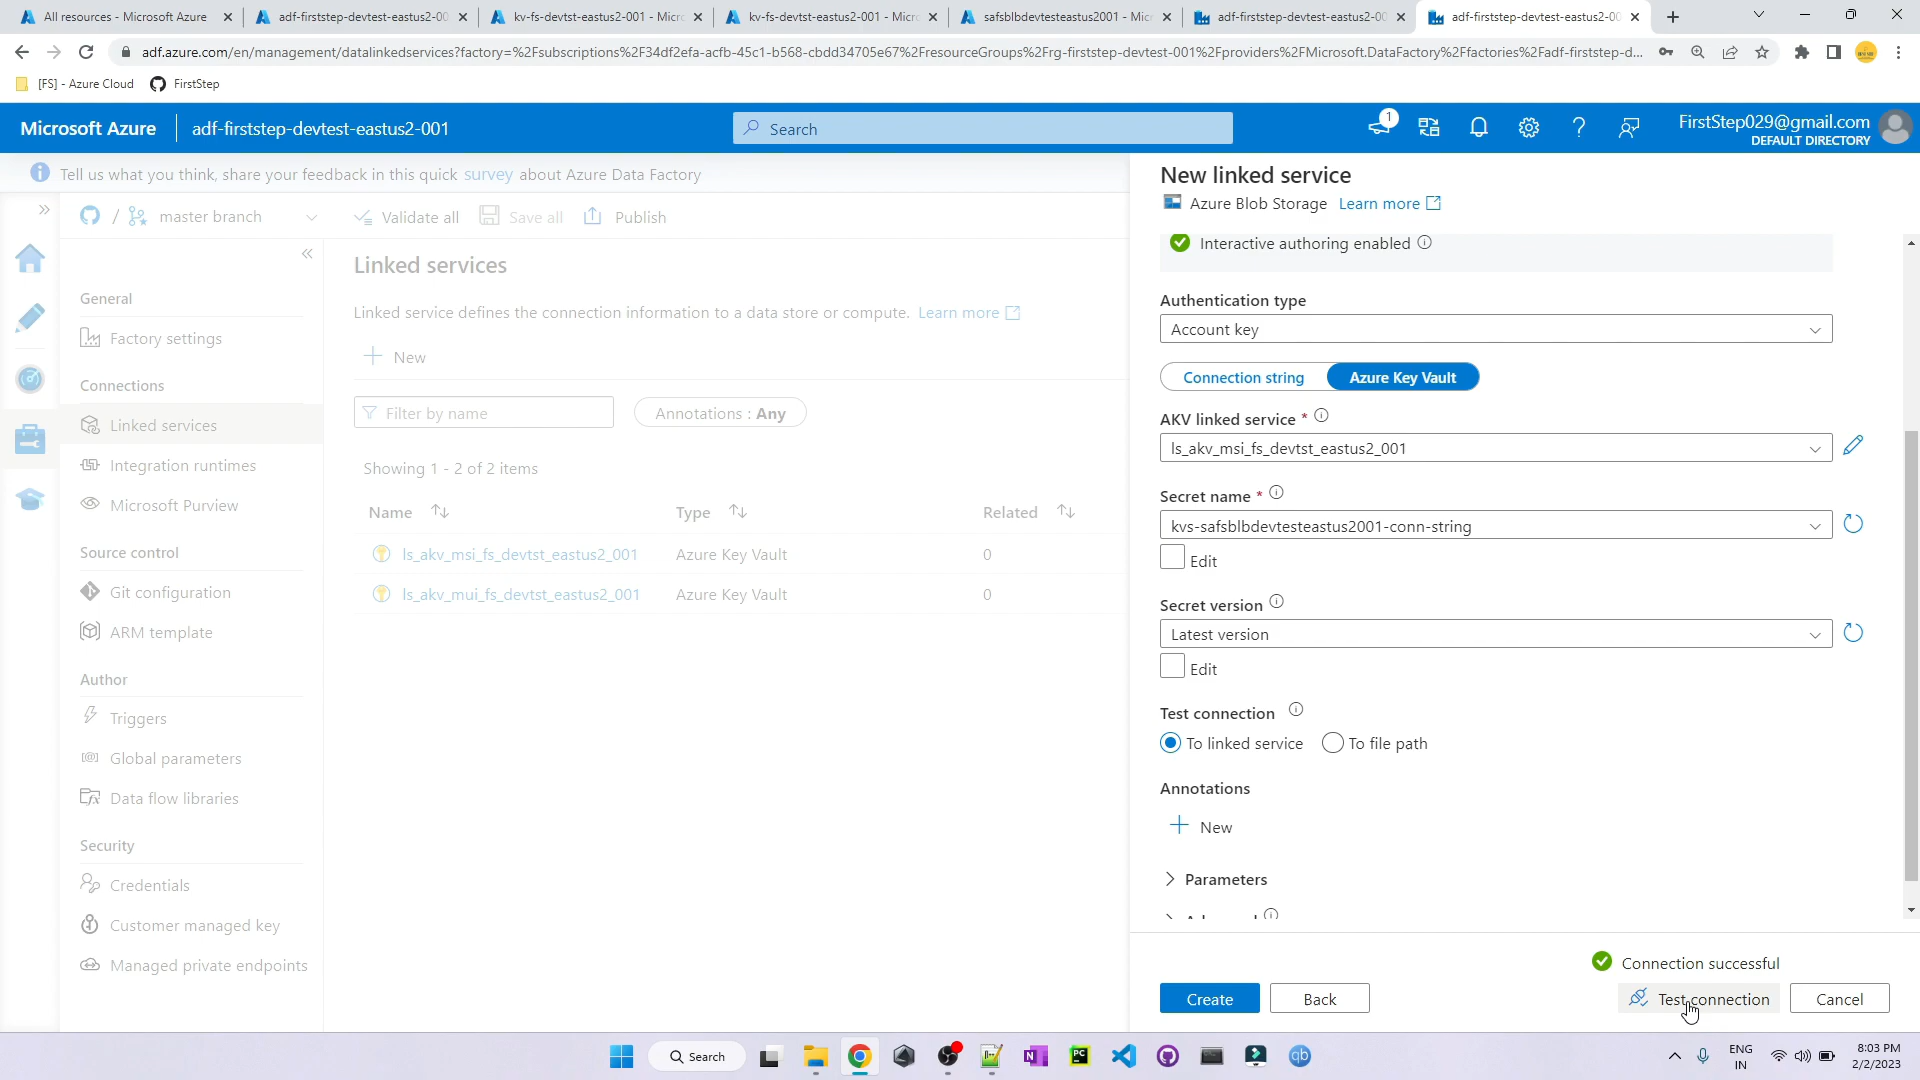 All resources - Microsoft Azure
adf-firststep-devtest-eastus2-00
kv-fs-devtst-eastus2-001 - Micro
kv-fs-devtst-eastus2-001 - Micro
safsblbdevtesteastus2001 - Micr
adf-firststep-devtest-eastus2-00
adf-firststep-devtest-eastus2-00
adf.azure.com/en/management/datalinkedservices?factory=%2Fsubscriptions%2F34df2efa-acfb-45c1-b568-cbdd34705e67%2FresourceGroups%2Frg-firststep-devtest-001%2Fproviders%2FMicrosoft.DataFactory%2Ffactories%2Fadf-firststep-d...
[FS] - Azure Cloud
FirstStep
Microsoft Azure
adf-firststep-devtest-eastus2-001
Search
1
FirstStep029@gmail.com
DEFAULT DIRECTORY
Tell us what you think, share your feedback in this quick survey about Azure Data Factory
/ master branch
Validate all
Save all
Publish
General
Factory settings
Connections
Linked services
Integration runtimes
Microsoft Purview
Source control
Git configuration
ARM template
Author
Triggers
Global parameters
Data flow libraries
Security
Credentials
Customer managed key
Managed private endpoints
Linked services
Linked service defines the connection information to a data store or compute. Learn more
New
Filter by name
Annotations : Any
Showing 1 - 2 of 2 items
Name
Type
Related
ls_akv_msi_fs_devtst_eastus2_001
Azure Key Vault
0
ls_akv_mui_fs_devtst_eastus2_001
Azure Key Vault
0
New linked service
Azure Blob Storage Learn more
Interactive authoring enabled
Authentication type
Account key
Connection string
Azure Key Vault
AKV linked service *
ls_akv_msi_fs_devtst_eastus2_001
Secret name *
kvs-safsblbdevtesteastus2001-conn-string
Edit
Secret version
Latest version
Edit
Test connection
To linked service
To file path
Annotations
New
Parameters
Connection successful
Create
Back
Test connection
Cancel
Search
ENG
IN
8:03 PM
2/2/2023